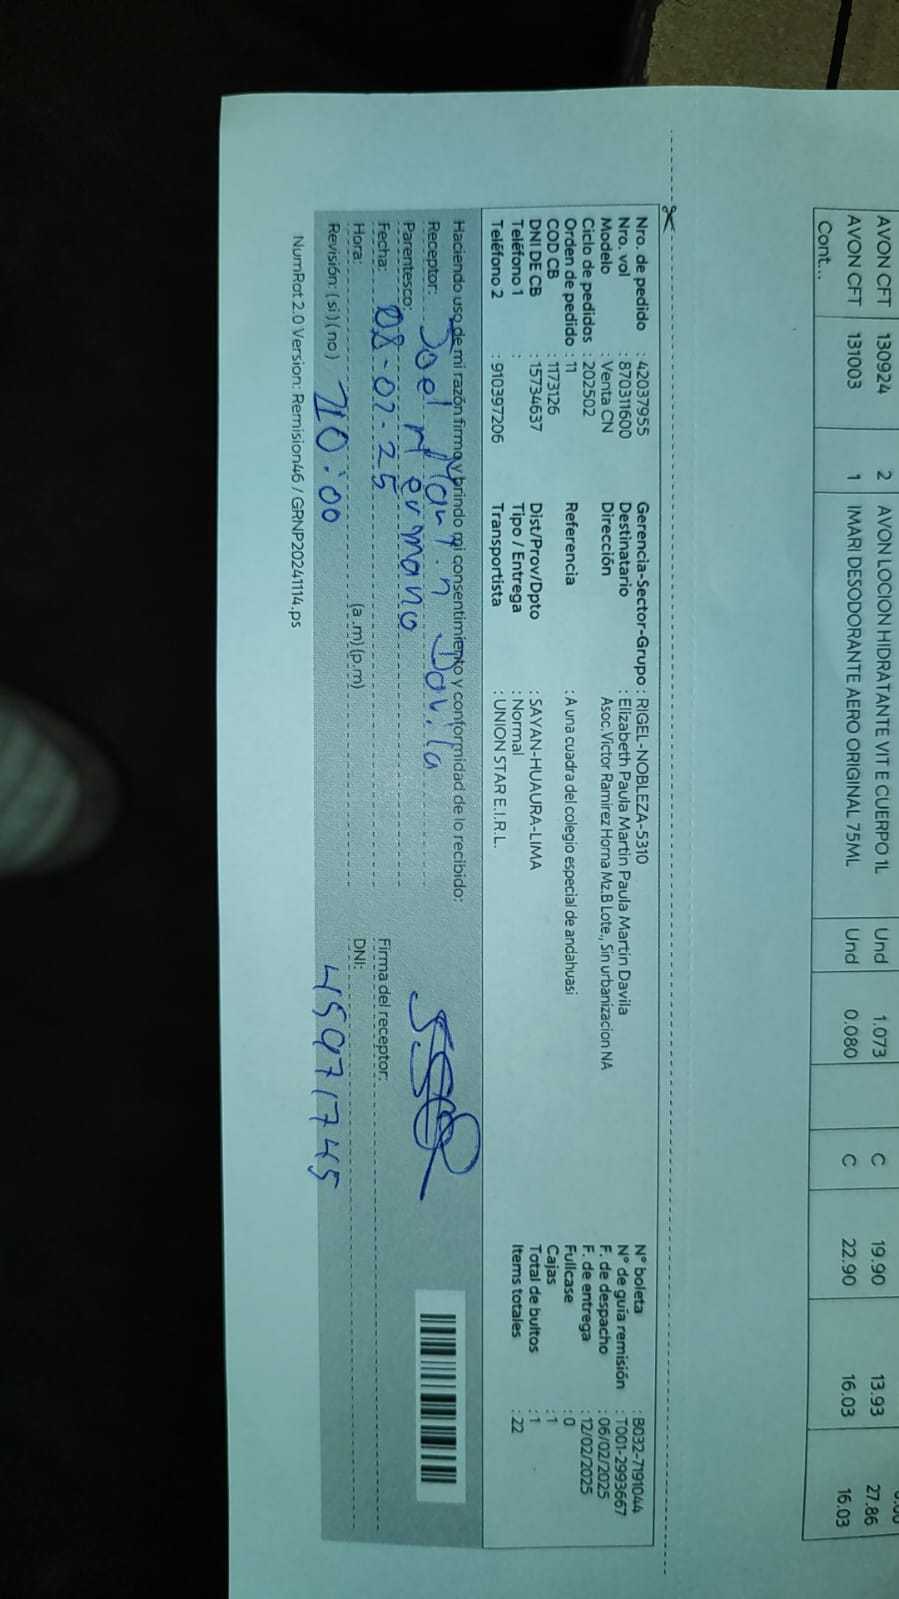 AVON CFT 130924 2 AVON LOCION HIDRATANTE VIT E CUERPO 1L Und 1.073 C 19.90 13.93 27.86
AVON CFT 131003 1 IMARI DESODORANTE AERO ORIGINAL 75ML Und 0.080 C 22.90 16.03 16.03
Cont...
Nro. de pedido : 42037955 Gerencia-Sector-Grupo : RIGEL-NOBLEZA-5310 N° boleta : B032-7191044
Nro. vol : 870311600 Destinatario : Elizabeth Paula Martin Paula Martin Davila N° de guia remisión : T001-2993667
Modelo : Venta CN Dirección Asoc.Victor Ramirez Horna Mz.B Lote., Sin urbanizacion NA F. de despacho : 06/02/2025
Ciclo de pedidos : 202502 F. de entrega : 12/02/2025
Orden de pedido : 11 Referencia : A una cuadra del colegio especial de andahuasi Fullcase : 0
COD CB : 1173126 Cajas : 1
DNI DE CB : 15734637 Dist/Prov/Dpto : SAYAN-HUAURA-LIMA Total de bultos : 1
Teléfono 1 : Tipo / Entrega : Normal Items totales : 22
Teléfono 2 : 910397206 Transportista : UNION STAR E.I.R.L.
Haciendo uso de mi razón firmo y brindo mi consentimiento y conformidad de lo recibido:
Receptor: Joel Martin Davila
Parentesco: Hermano Firma del receptor:
Fecha: 08-02-25
Hora: (a.m) (p.m) DNI: 45971745
Revisión: (si) (no) 10:00
NumRot 2.0 Version: Remision46 / GRNP20241114.ps